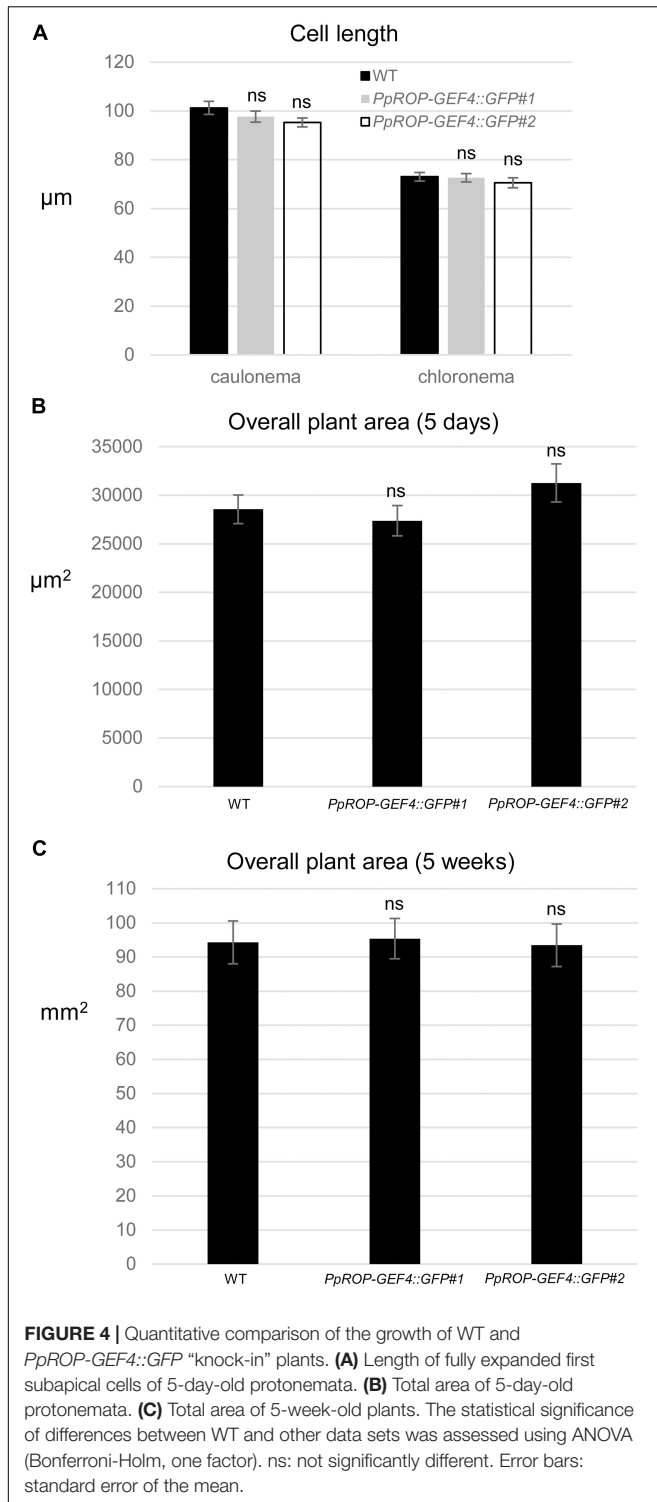 A
Cell length
120
100
80
60
40
20
0
µm
WT
PpROP-GEF4::GFP#1
PpROP-GEF4::GFP#2
ns
ns
ns
ns
caulonema
chloronema
B
Overall plant area (5 days)
35000
30000
25000
20000
15000
10000
5000
0
µm²
ns
ns
WT
PpROP-GEF4::GFP#1
PpROP-GEF4::GFP#2
C
Overall plant area (5 weeks)
110
100
90
80
70
60
50
40
30
20
10
0
mm²
ns
ns
WT
PpROP-GEF4::GFP#1
PpROP-GEF4::GFP#2
FIGURE 4 | Quantitative comparison of the growth of WT and
PpROP-GEF4::GFP “knock-in” plants. (A) Length of fully expanded first
subapical cells of 5-day-old protonemata. (B) Total area of 5-day-old
protonemata. (C) Total area of 5-week-old plants. The statistical significance
of differences between WT and other data sets was assessed using ANOVA
(Bonferroni-Holm, one factor). ns: not significantly different. Error bars:
standard error of the mean.